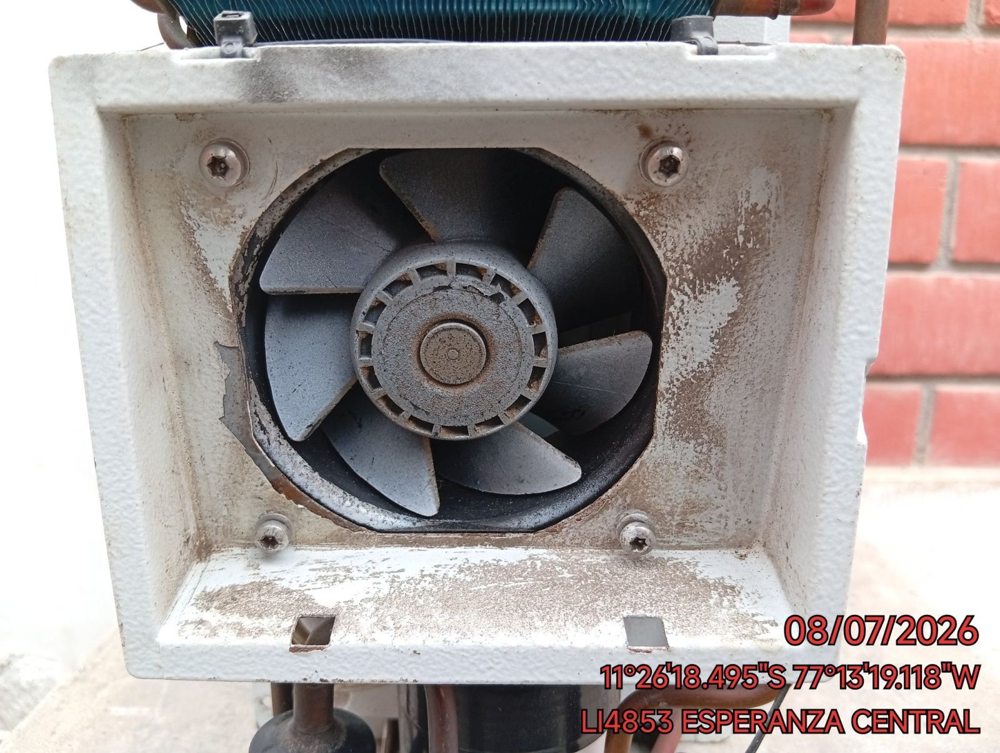 08/07/2026
11°26'18.495"S 77°13'19.118"W
LI4853 ESPERANZA CENTRAL